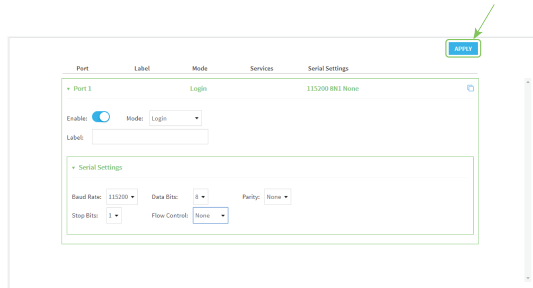 APPLY
Port Label Mode Services Serial Settings
Port 1 Login 115200 8N1 None
Enable: Mode: Login
Label:
Serial Settings
Baud Rate: 115200 Data Bits: 8 Parity: None
Stop Bits: 1 Flow Control: None